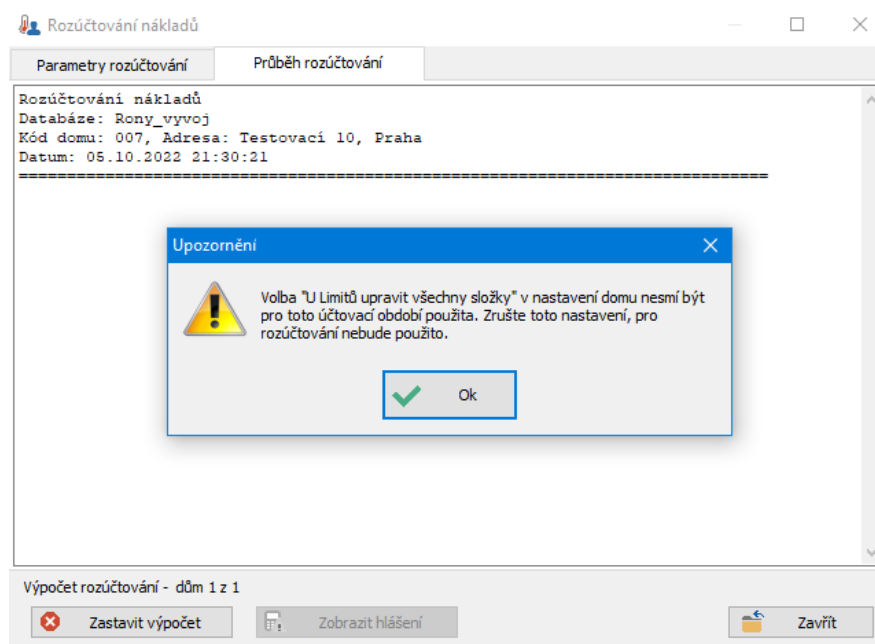 Rozúčtování nákladů
Parametry rozúčtování
Průběh rozúčtování
Rozúčtování nákladů
Databáze: Rony_vyvoj
Kód domu: 007, Adresa: Testovací 10, Praha
Datum: 05.10.2022 21:30:21
==========================================================================
Upozornění
Volba "U Limitů upravit všechny složky" v nastavení domu nesmí být
pro toto účtovací období použita. Zrušte toto nastavení, pro
rozúčtování nebude použito.
Ok
Výpočet rozúčtování - dům 1 z 1
Zastavit výpočet
Zobrazit hlášení
Zavřít